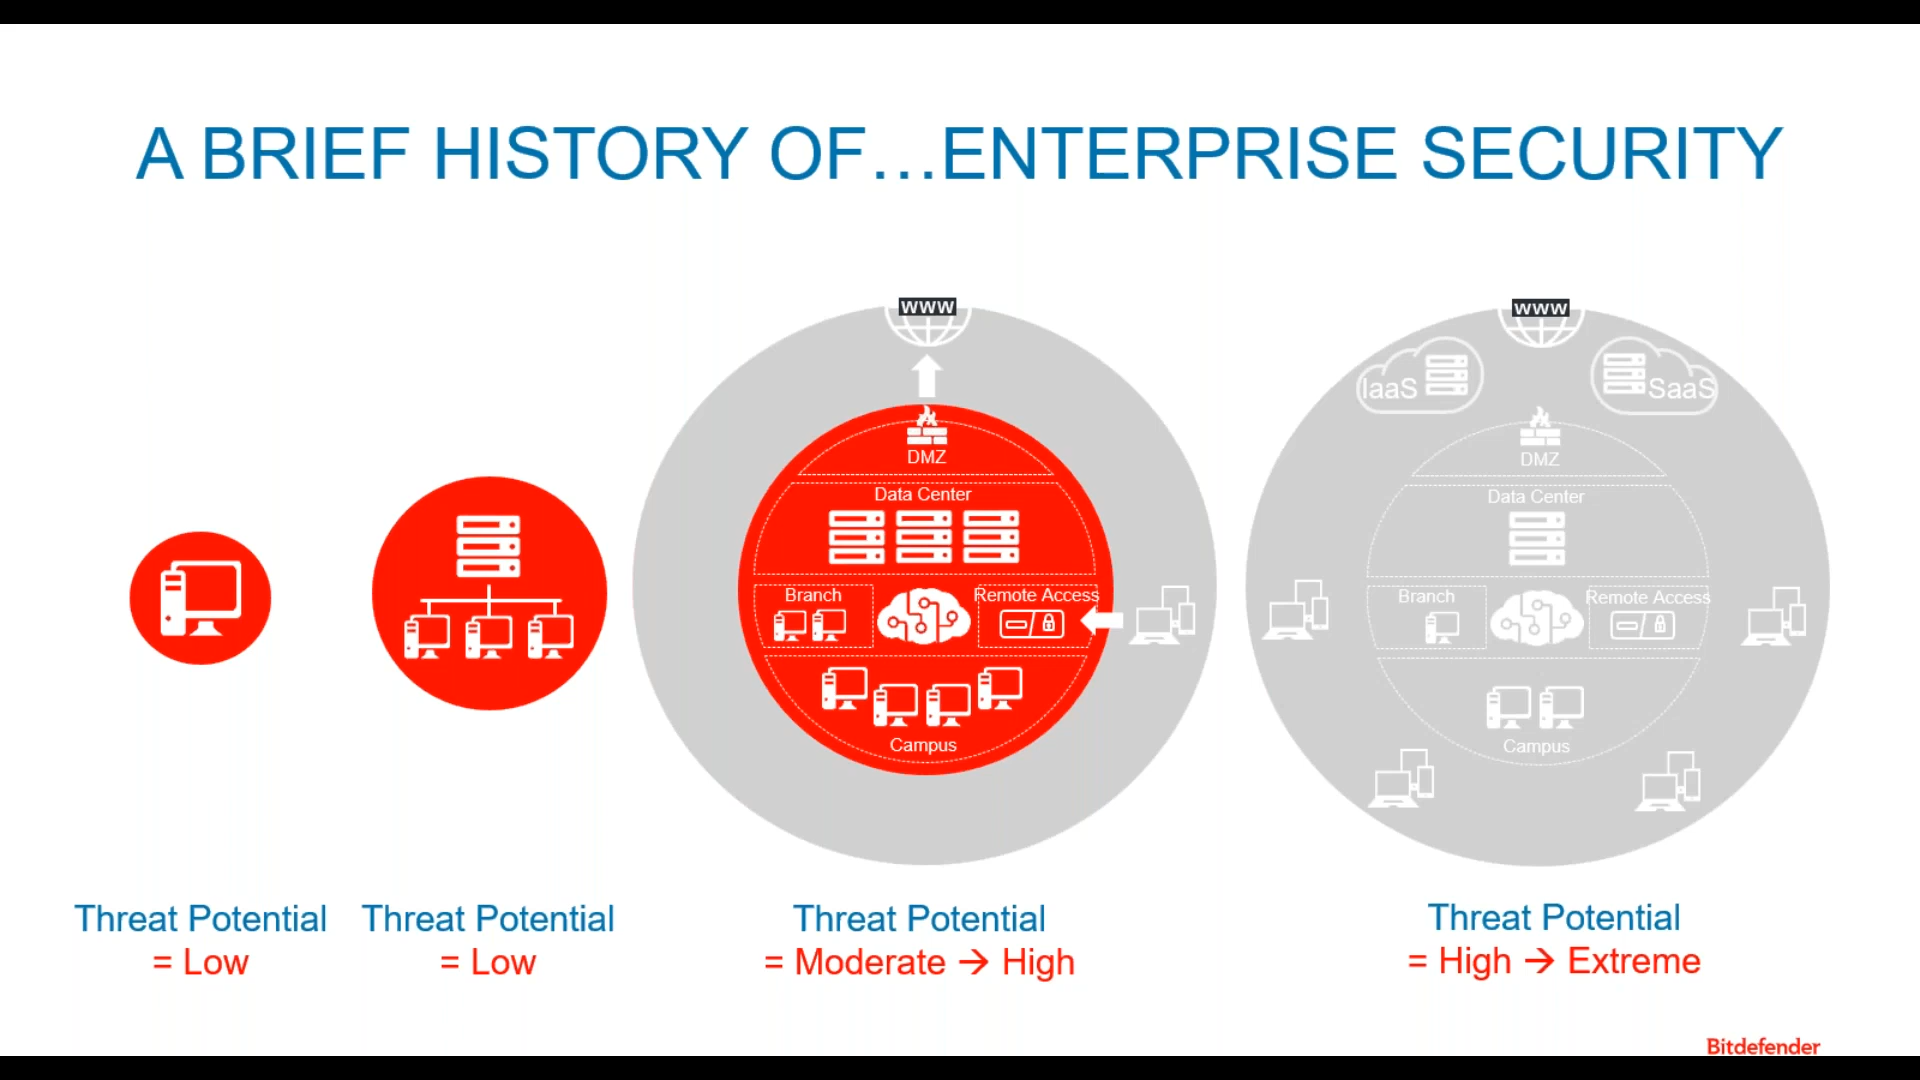 A BRIEF HISTORY OF...ENTERPRISE SECURITY
www
DMZ
Data Center
Branch
Remote Access
Campus
www
IaaS
SaaS
DMZ
Data Center
Branch
Remote Access
Campus
Threat Potential
= Low
Threat Potential
= Low
Threat Potential
= Moderate → High
Threat Potential
= High → Extreme
Bitdefender